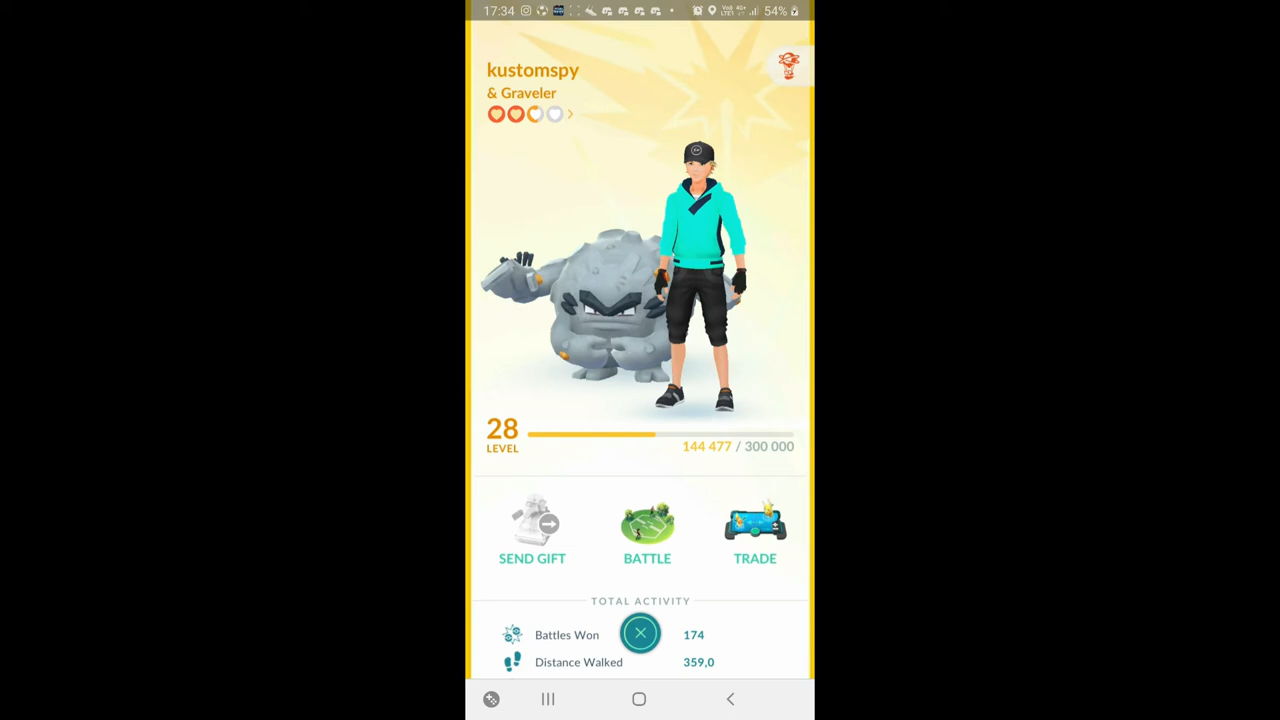 17:34 54%
kustomspy
& Graveler
28
LEVEL
144 477 / 300 000
SEND GIFT BATTLE TRADE
TOTAL ACTIVITY
Battles Won 174
Distance Walked 359,0